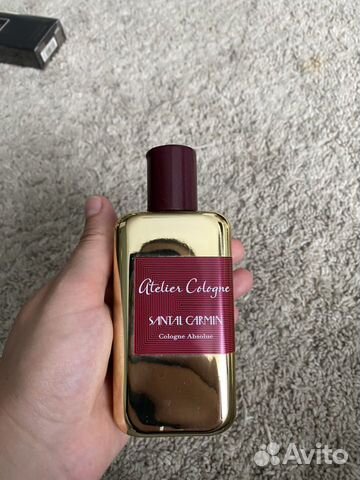 Atelier Cologne
SANTAL CARMIN
Cologne Absolue
Avito